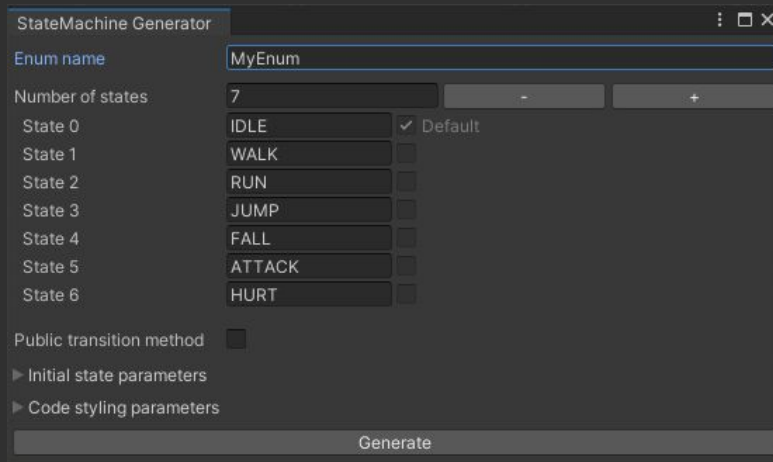 StateMachine Generator
Enum name MyEnum
Number of states 7 - +
State 0 IDLE Default
State 1 WALK
State 2 RUN
State 3 JUMP
State 4 FALL
State 5 ATTACK
State 6 HURT
Public transition method
Initial state parameters
Code styling parameters
Generate